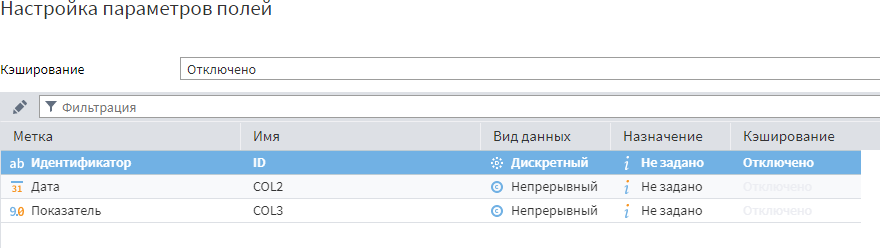 Настройка параметров полей
Кэширование Отключено
Фильтрация
Метка Имя Вид данных Назначение Кэширование
ab Идентификатор ID Дискретный Не задано Отключено
31 Дата COL2 Непрерывный Не задано Отключено
9.0 Показатель COL3 Непрерывный Не задано Отключено